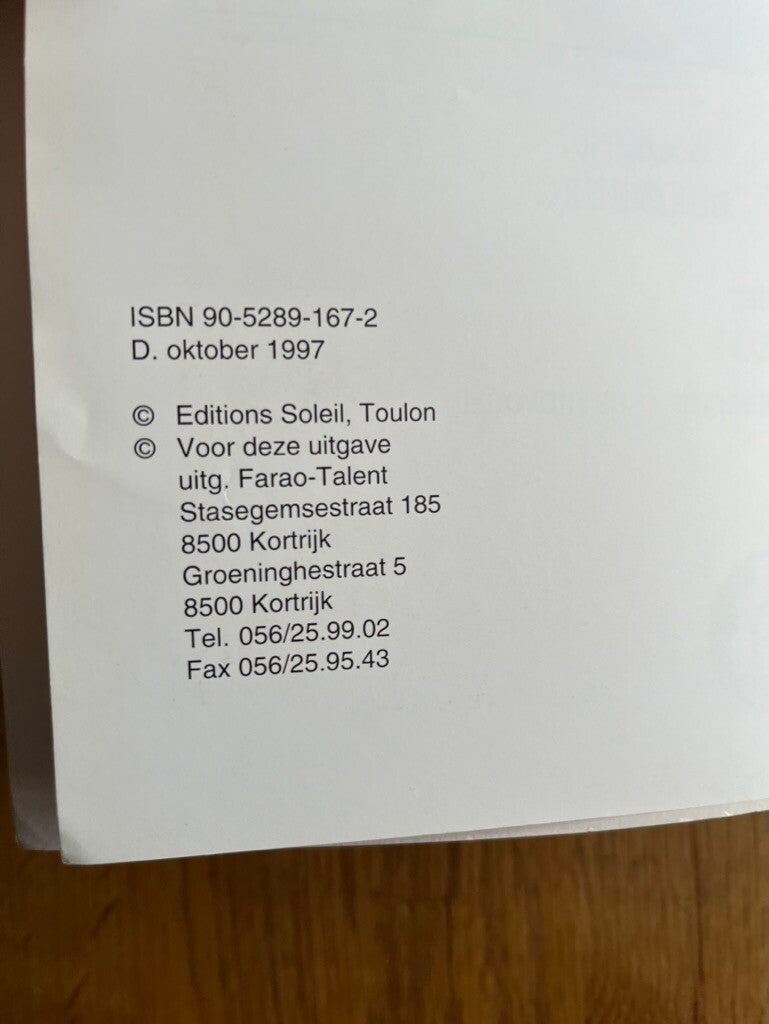 ISBN 90-5289-167-2
D. oktober 1997
© Editions Soleil, Toulon
© Voor deze uitgave
uitg. Farao-Talent
Stasegemsestraat 185
8500 Kortrijk
Groeninghestraat 5
8500 Kortrijk
Tel. 056/25.99.02
Fax 056/25.95.43